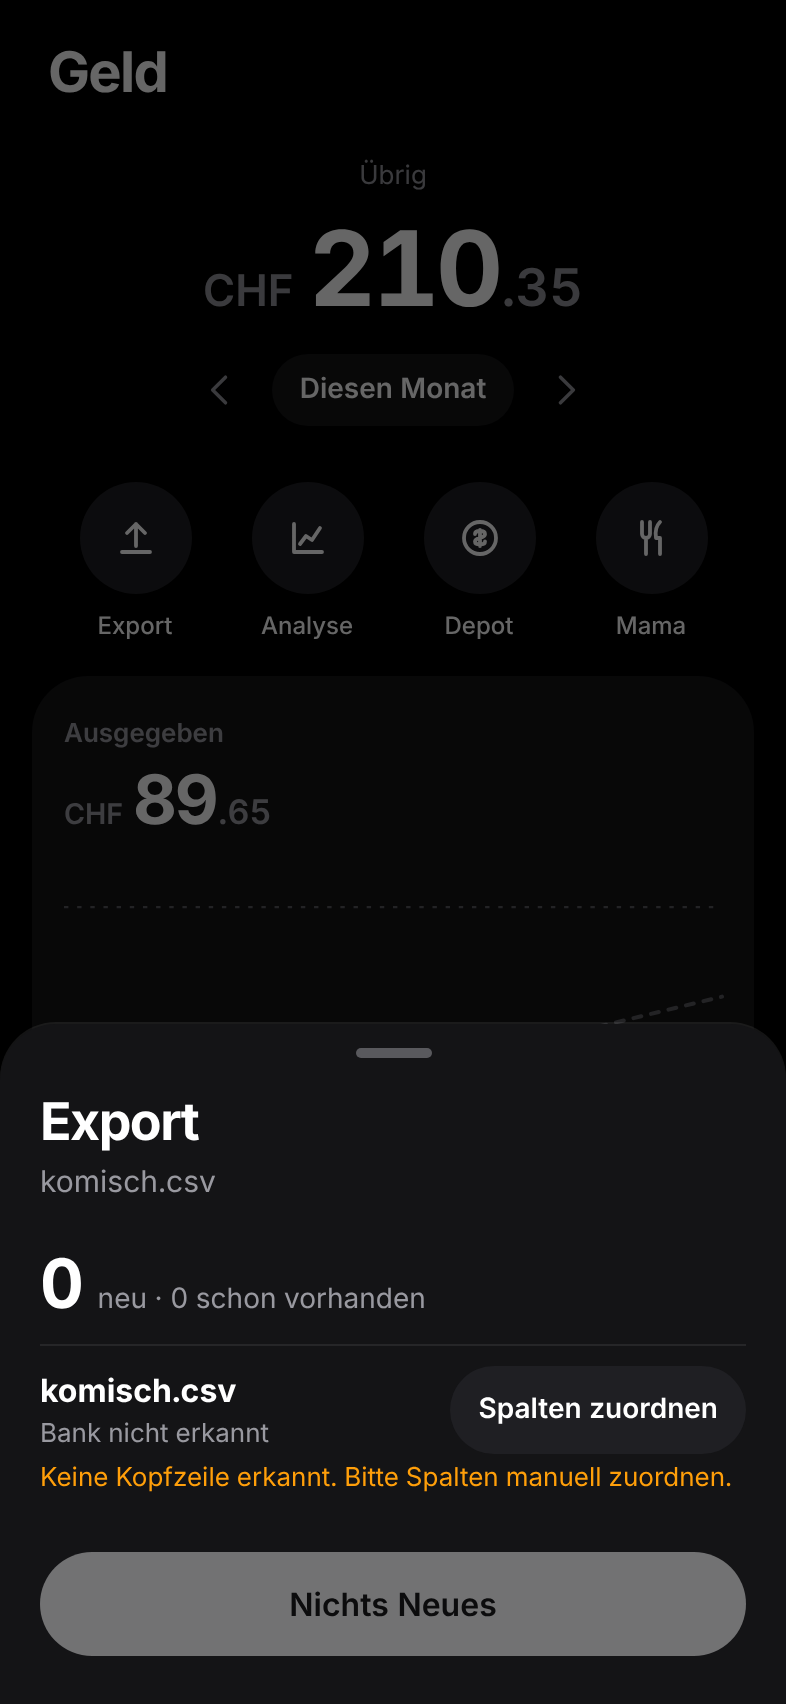 Geld
Übrig
CHF 210.35
Diesen Monat
Export Analyse Depot Mama
Ausgegeben
CHF 89.65
Export
komisch.csv
0 neu · 0 schon vorhanden
komisch.csv
Spalten zuordnen
Bank nicht erkannt
Keine Kopfzeile erkannt. Bitte Spalten manuell zuordnen.
Nichts Neues